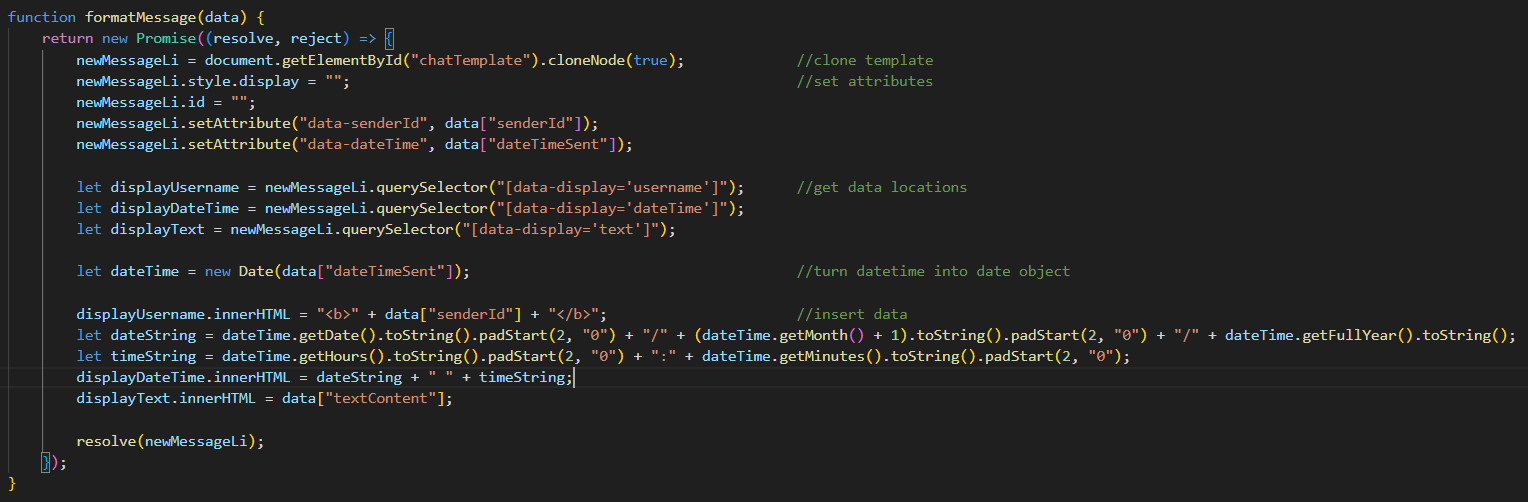 function formatMessage(data) {
return new Promise((resolve, reject) => {
newMessageLi = document.getElementById("chatTemplate").cloneNode(true); //clone template
newMessageLi.style.display = ""; //set attributes
newMessageLi.id = "";
newMessageLi.setAttribute("data-senderId", data["senderId"]);
newMessageLi.setAttribute("data-dateTime", data["dateTimeSent"]);
let displayUsername = newMessageLi.querySelector("[data-display='username']"); //get data locations
let displayDateTime = newMessageLi.querySelector("[data-display='dateTime']");
let displayText = newMessageLi.querySelector("[data-display='text']");
let dateTime = new Date(data["dateTimeSent"]); //turn datetime into date object
displayUsername.innerHTML = "<b>" + data["senderId"] + "</b>"; //insert data
let dateString = dateTime.getDate().toString().padStart(2, "0") + "/" + (dateTime.getMonth() + 1).toString().padStart(2, "0") + "/" + dateTime.getFullYear().toString();
let timeString = dateTime.getHours().toString().padStart(2, "0") + ":" + dateTime.getMinutes().toString().padStart(2, "0");
displayDateTime.innerHTML = dateString + " " + timeString;
displayText.innerHTML = data["textContent"];
resolve(newMessageLi);
});
}